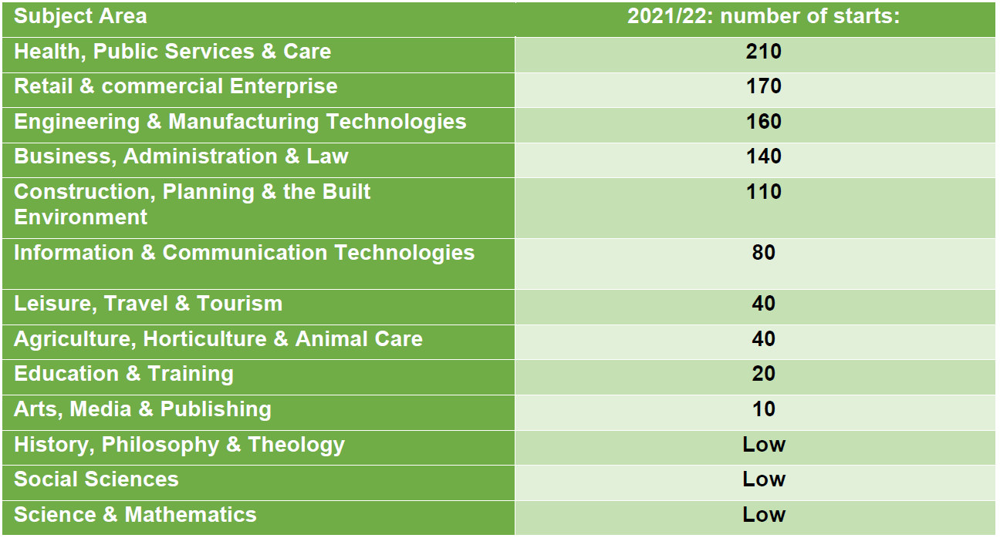 Subject Area 2021/22: number of starts:
Health, Public Services & Care 210
Retail & commercial Enterprise 170
Engineering & Manufacturing Technologies 160
Business, Administration & Law 140
Construction, Planning & the Built 110
Environment
Information & Communication Technologies 80
Leisure, Travel & Tourism 40
Agriculture, Horticulture & Animal Care 40
Education & Training 20
Arts, Media & Publishing 10
History, Philosophy & Theology Low
Social Sciences Low
Science & Mathematics Low